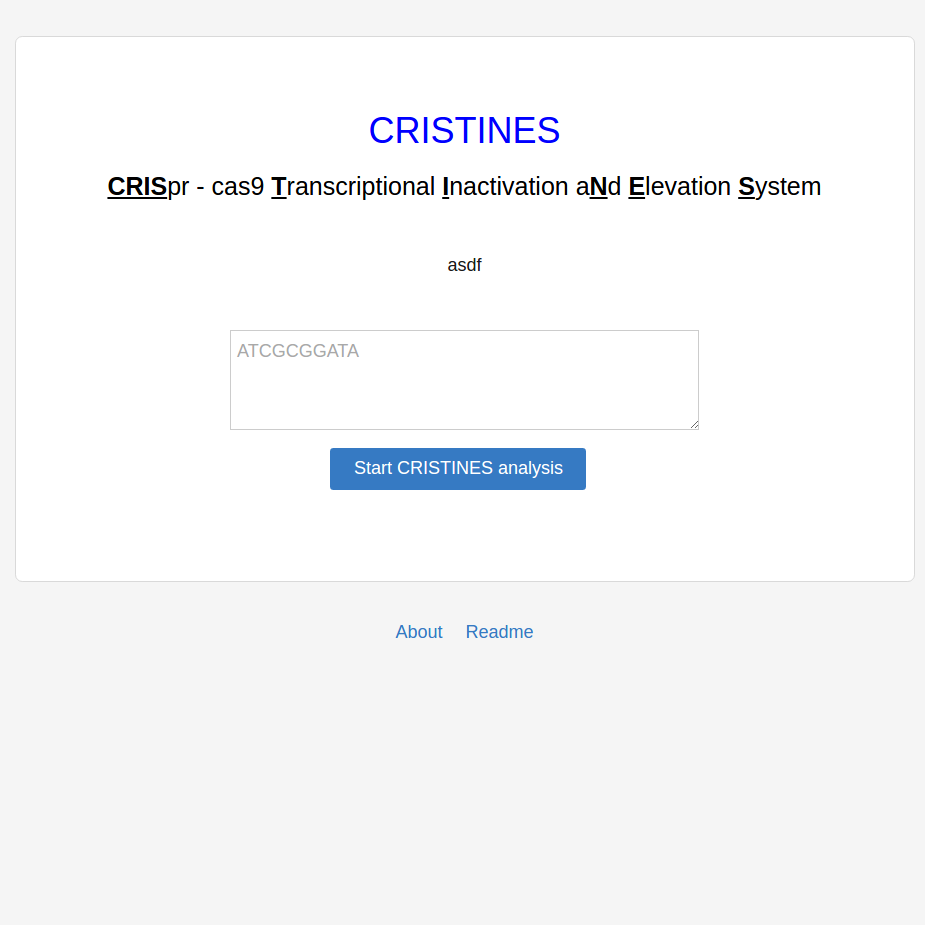 CRISTINES
CRISpr - cas9 Transcriptional Inactivation aNd Elevation System
asdf
ATCGCGGATA
Start CRISTINES analysis
About Readme